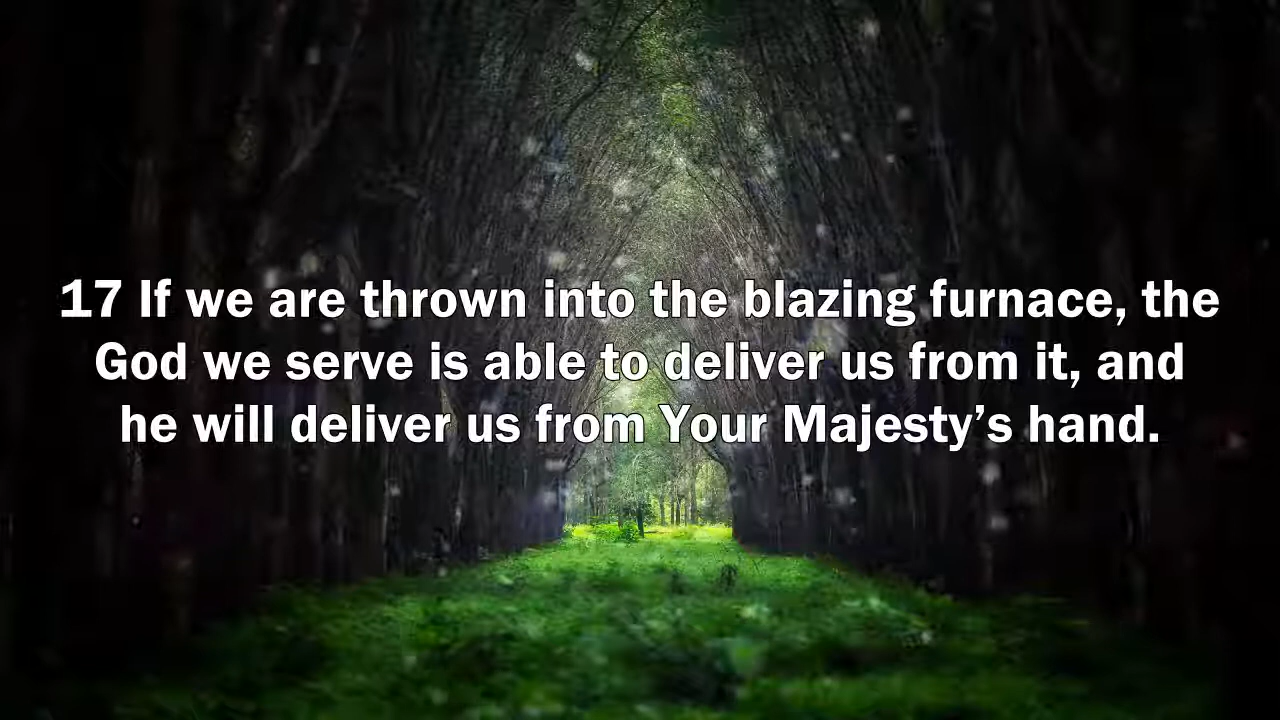 17 If we are thrown into the blazing furnace, the
God we serve is able to deliver us from it, and
he will deliver us from Your Majesty’s hand.